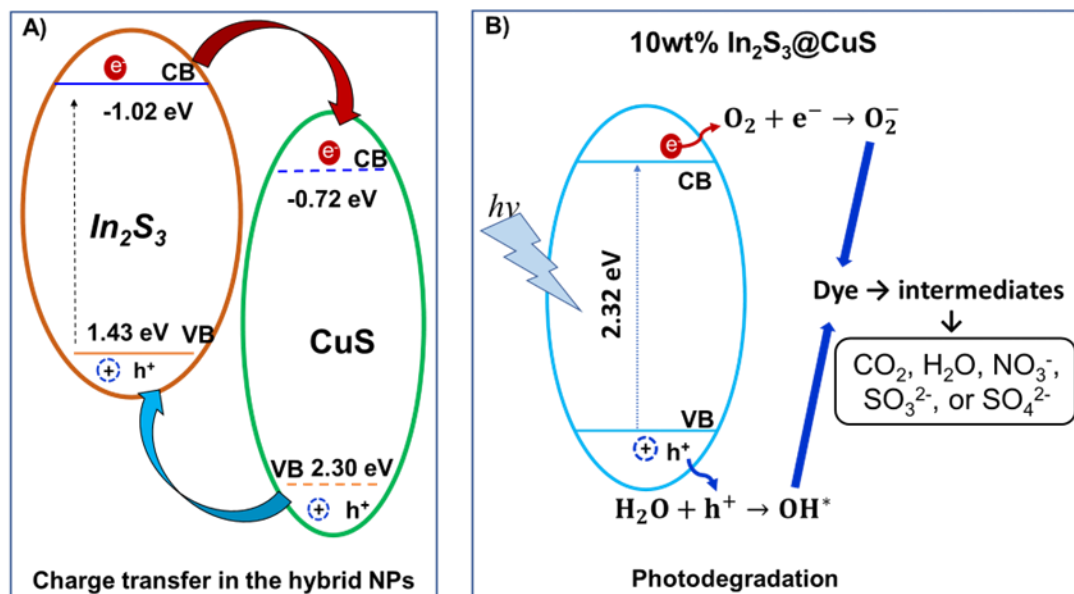 A)
e⁻
CB
-1.02 eV
In₂S₃
1.43 eV
VB
+ h⁺
e⁻
CB
-0.72 eV
CuS
VB 2.30 eV
+ h⁺
Charge transfer in the hybrid NPs
B)
10wt% In₂S₃@CuS
e⁻
O₂ + e⁻ → O₂⁻
CB
hν
2.32 eV
Dye → intermediates
↓
CO₂, H₂O, NO₃⁻,
SO₃²⁻, or SO₄²⁻
VB
+ h⁺
H₂O + h⁺ → OH*
Photodegradation